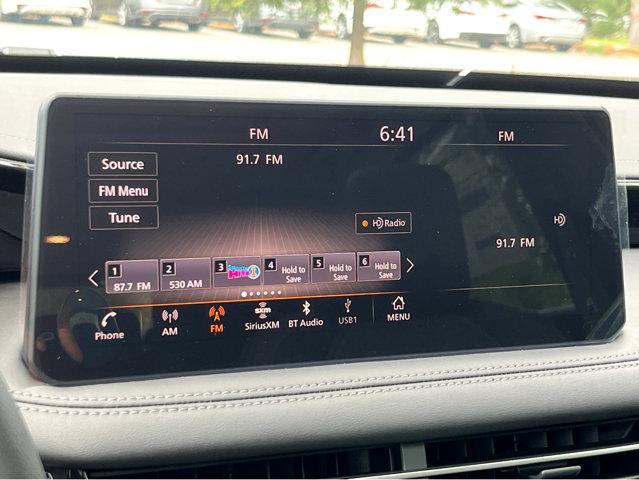 FM 6:41 FM
91.7 FM
Source
FM Menu
Tune
HD Radio
HD
91.7 FM
1 2 3 4 5 6
87.7 FM 530 AM Hold to Save Hold to Save Hold to Save
Phone AM FM SiriusXM BT Audio USB1 MENU
sxm